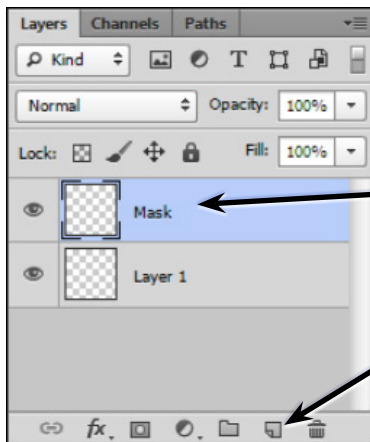 Layers Channels Paths
Kind T
Normal Opacity: 100%
Lock: Fill: 100%
Mask
Layer 1
fx